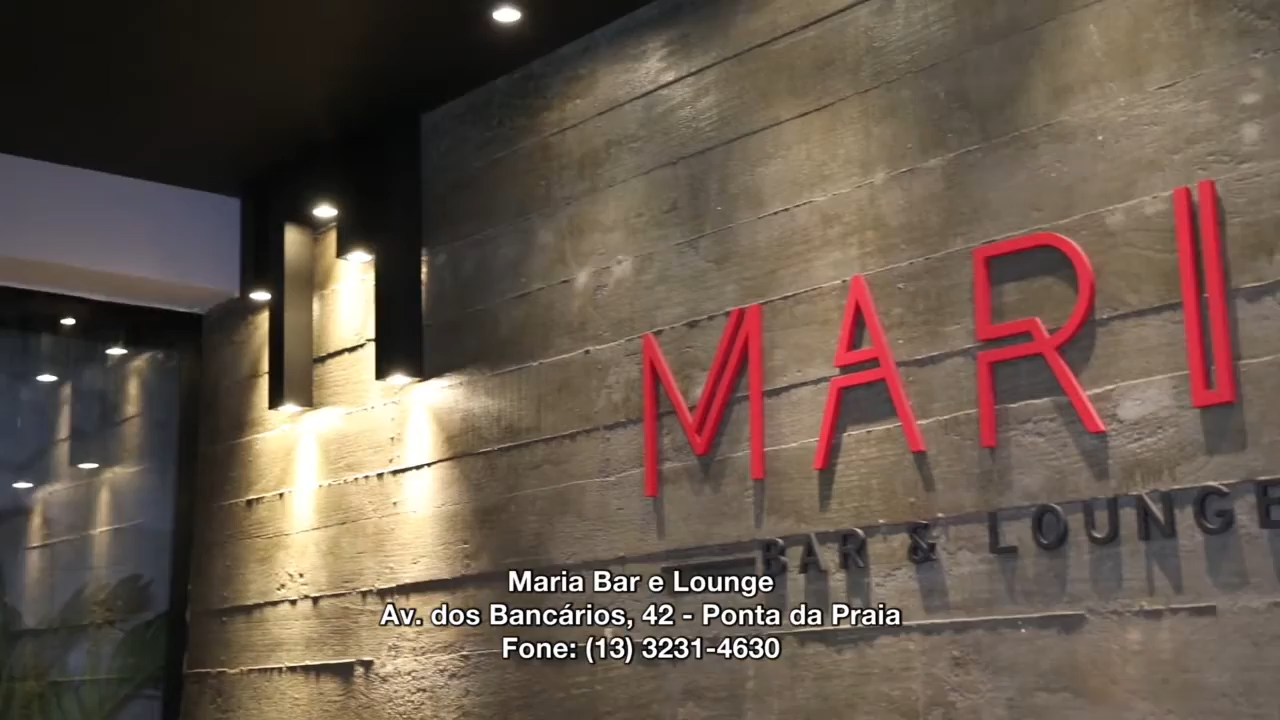 MARI
BAR & LOUNGE
Maria Bar e Lounge
Av. dos Bancários, 42 - Ponta da Praia
Fone: (13) 3231-4630